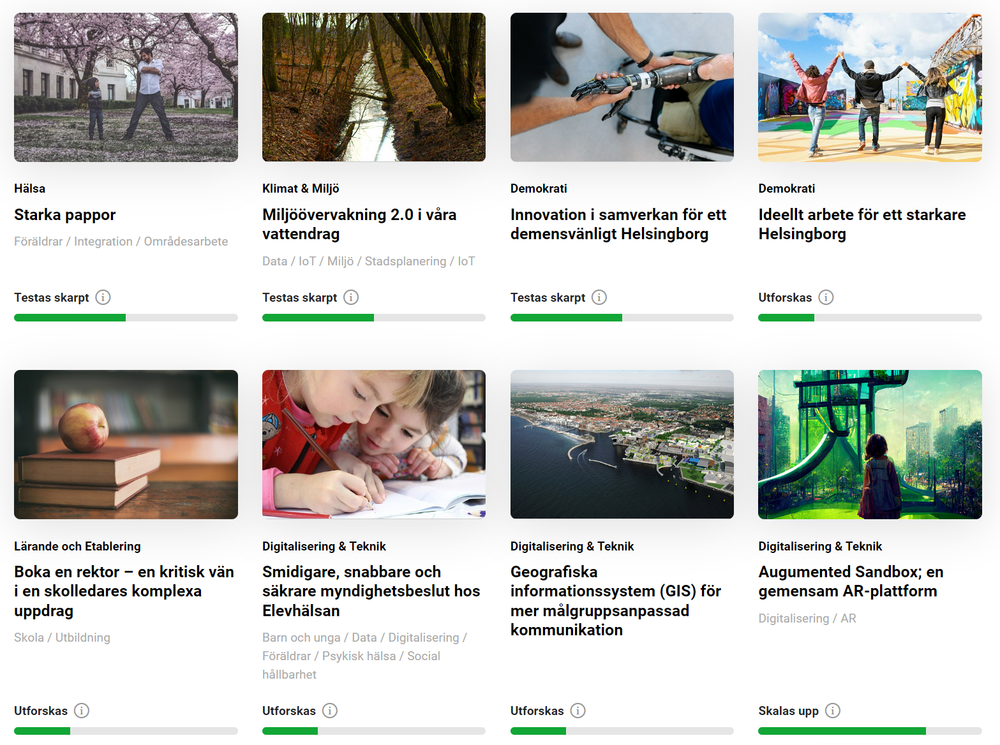 Hälsa
Starka pappor
Föräldrar / Integration / Områdesarbete
Testas skarpt
Klimat & Miljö
Miljöövervakning 2.0 i våra
vattendrag
Data / IoT / Miljö / Stadsplanering / IoT
Testas skarpt
Demokrati
Innovation i samverkan för ett
demensvänligt Helsingborg
Testas skarpt
Demokrati
Ideellt arbete för ett starkare
Helsingborg
Utforskas
Lärande och Etablering
Boka en rektor – en kritisk vän
i en skolledares komplexa
uppdrag
Skola / Utbildning
Utforskas
Digitalisering & Teknik
Smidigare, snabbare och
säkrare myndighetsbeslut hos
Elevhälsan
Barn och unga / Data / Digitalisering /
Föräldrar / Psykisk hälsa / Social
hållbarhet
Utforskas
Digitalisering & Teknik
Geografiska
informationssystem (GIS) för
mer målgruppsanpassad
kommunikation
Utforskas
Digitalisering & Teknik
Augumented Sandbox; en
gemensam AR-plattform
Digitalisering / AR
Skalas upp